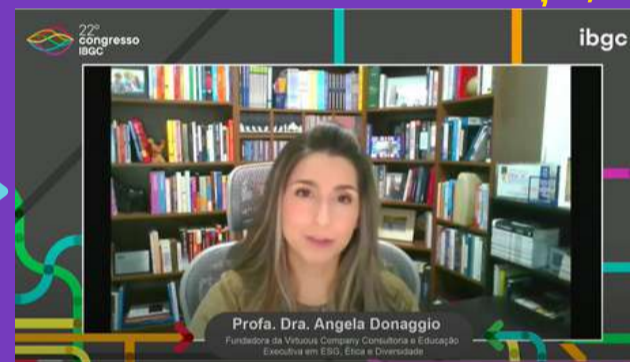 22º
congresso
IBGC
ibgc
Profa. Dra. Angela Donaggio
Fundadora da Virtuous Company Consultoria e Educação
Executiva em ESG, Ética e Diversidade